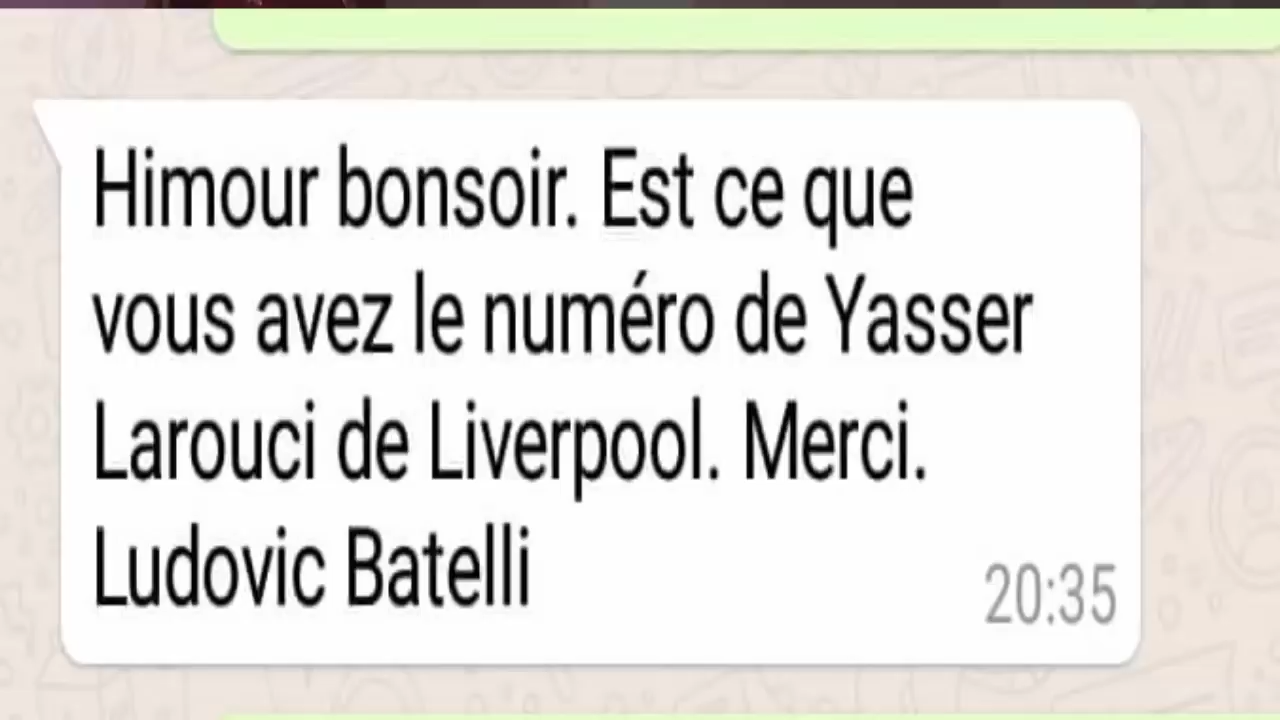 Himour bonsoir. Est ce que
vous avez le numéro de Yasser
Larouci de Liverpool. Merci.
Ludovic Batelli
20:35